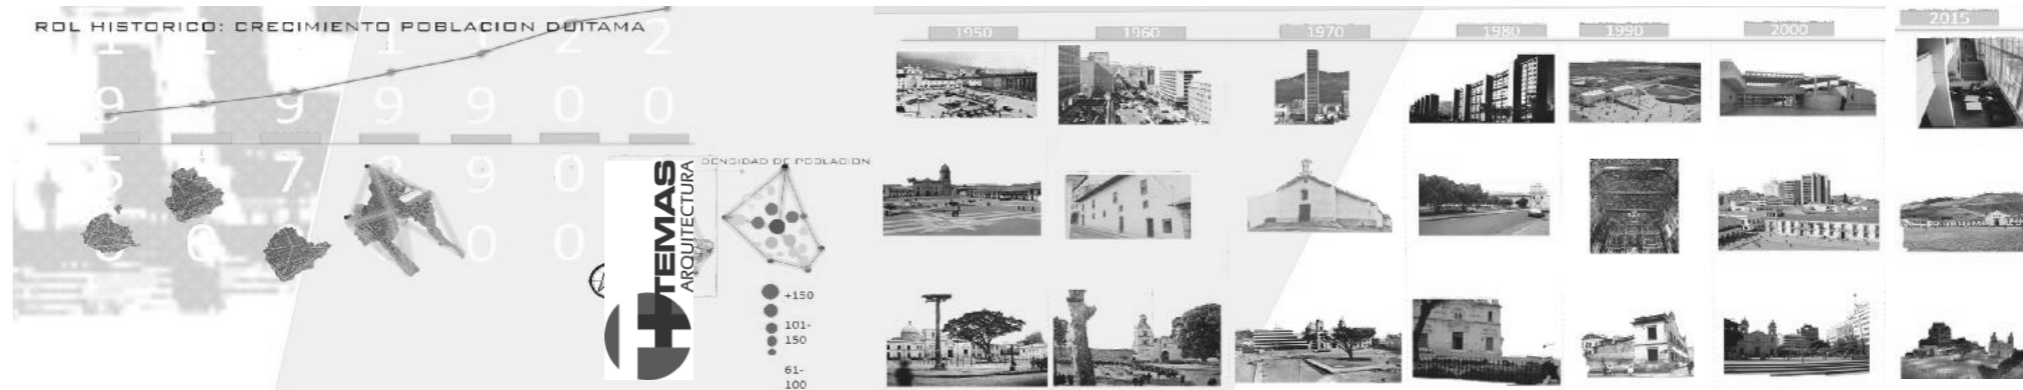 ROL HISTORICO: CRECIMIENTO POBLACION DUITAMA
1950 1960 1970 1980 1990 2000 2015
DENSIDAD DE POBLACION
TEMAS
ARQUITECTURA
+150
101-
150
61-
100